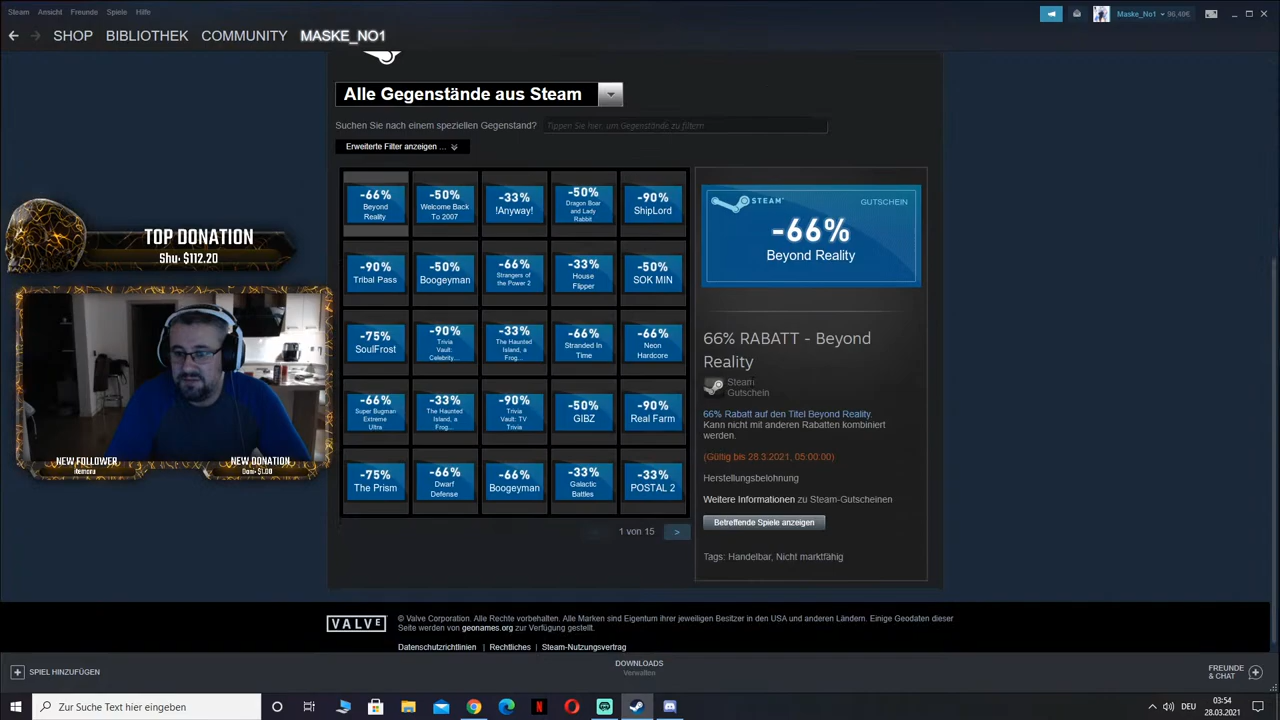 Steam Ansicht Freunde Spiele Hilfe
Maske_No1 96,40€
SHOP BIBLIOTHEK COMMUNITY MASKE_NO1
Alle Gegenstände aus Steam
Suchen Sie nach einem speziellen Gegenstand? Tippen Sie hier, um Gegenstände zu filtern
Erweiterte Filter anzeigen ...
-66% Beyond Reality
-50% Welcome Back To 2007
-33% !Anyway!
-50% Dragon Boar and Lady Rabbit
-90% ShipLord
-90% Tribal Pass
-50% Boogeyman
-66% Strangers of the Power 2
-33% House Flipper
-50% SOK MIN
-75% SoulFrost
-90% Trivia Vault: Celebrity...
-33% The Haunted Island, a Frog...
-66% Stranded In Time
-66% Neon Hardcore
-66% Super Bugman Extreme Ultra
-33% The Haunted Island, a Frog...
-90% Trivia Vault: TV Trivia
-50% GIBZ
-90% Real Farm
-75% The Prism
-66% Dwarf Defense
-66% Boogeyman
-33% Galactic Battles
-33% POSTAL 2
1 von 15 >
STEAM GUTSCHEIN
-66%
Beyond Reality
66% RABATT - Beyond
Reality
Steam
Gutschein
66% Rabatt auf den Titel Beyond Reality.
Kann nicht mit anderen Rabatten kombiniert
werden.
(Gültig bis 28.3.2021, 05:00:00)
Herstellungsbelohnung
Weitere Informationen zu Steam-Gutscheinen
Betreffende Spiele anzeigen
Tags: Handelbar, Nicht marktfähig
TOP DONATION
Shu: $112.20
NEW FOLLOWER
NEW DONATION
VALVE
© Valve Corporation. Alle Rechte vorbehalten. Alle Marken sind Eigentum ihrer jeweiligen Besitzer in den USA und anderen Ländern. Einige Geodaten dieser
Seite werden von geonames.org zur Verfügung gestellt.
Datenschutzrichtlinien | Rechtliches | Steam-Nutzungsvertrag
SPIEL HINZUFÜGEN
DOWNLOADS
Verwalten
FREUNDE
& CHAT
Zur Suche Text hier eingeben
DEU
03:54
28.03.2021